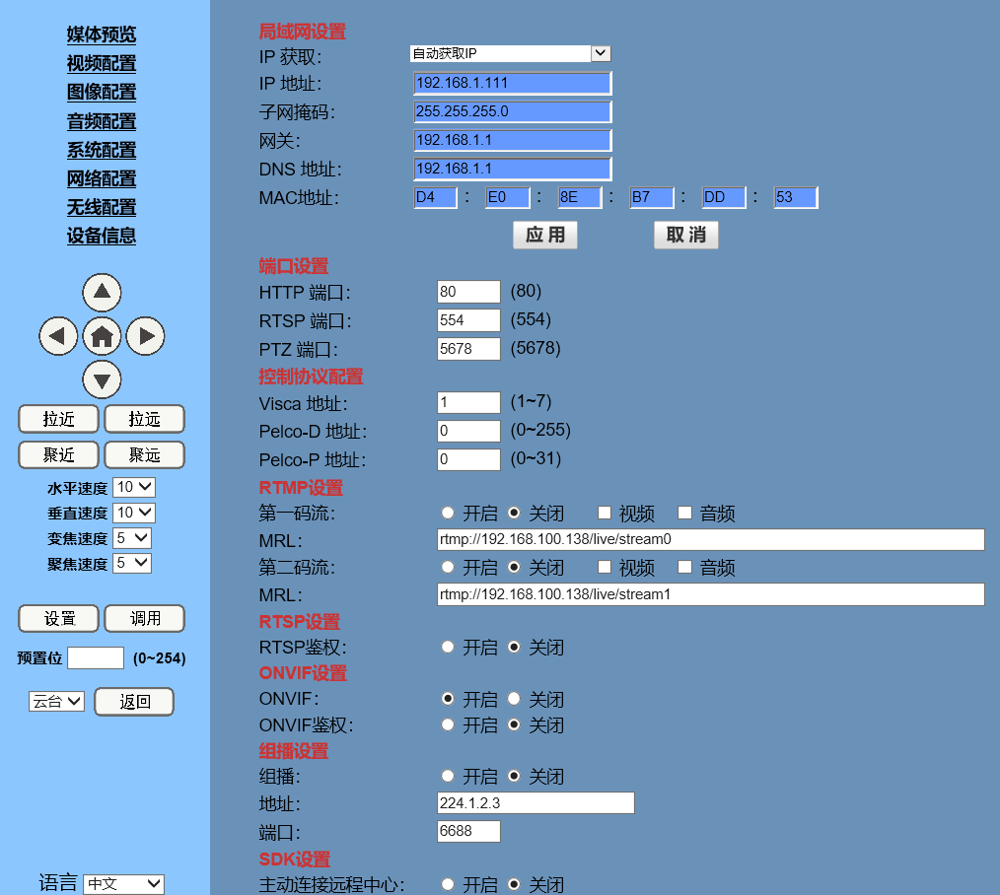 媒体预览
视频配置
图像配置
音频配置
系统配置
网络配置
无线配置
设备信息
拉近 拉远
聚近 聚远
水平速度 10
垂直速度 10
变焦速度 5
聚焦速度 5
设置 调用
预置位 (0~254)
云台 返回
语言 中文
局域网设置
IP 获取: 自动获取IP
IP 地址: 192.168.1.111
子网掩码: 255.255.255.0
网关: 192.168.1.1
DNS 地址: 192.168.1.1
MAC地址: D4 : E0 : 8E : B7 : DD : 53
应用 取消
端口设置
HTTP 端口: 80 (80)
RTSP 端口: 554 (554)
PTZ 端口: 5678 (5678)
控制协议配置
Visca 地址: 1 (1~7)
Pelco-D 地址: 0 (0~255)
Pelco-P 地址: 0 (0~31)
RTMP设置
第一码流: 开启 关闭 视频 音频
MRL: rtmp://192.168.100.138/live/stream0
第二码流: 开启 关闭 视频 音频
MRL: rtmp://192.168.100.138/live/stream1
RTSP设置
RTSP鉴权: 开启 关闭
ONVIF设置
ONVIF: 开启 关闭
ONVIF鉴权: 开启 关闭
组播设置
组播: 开启 关闭
地址: 224.1.2.3
端口: 6688
SDK设置
主动连接远程中心: 开启 关闭